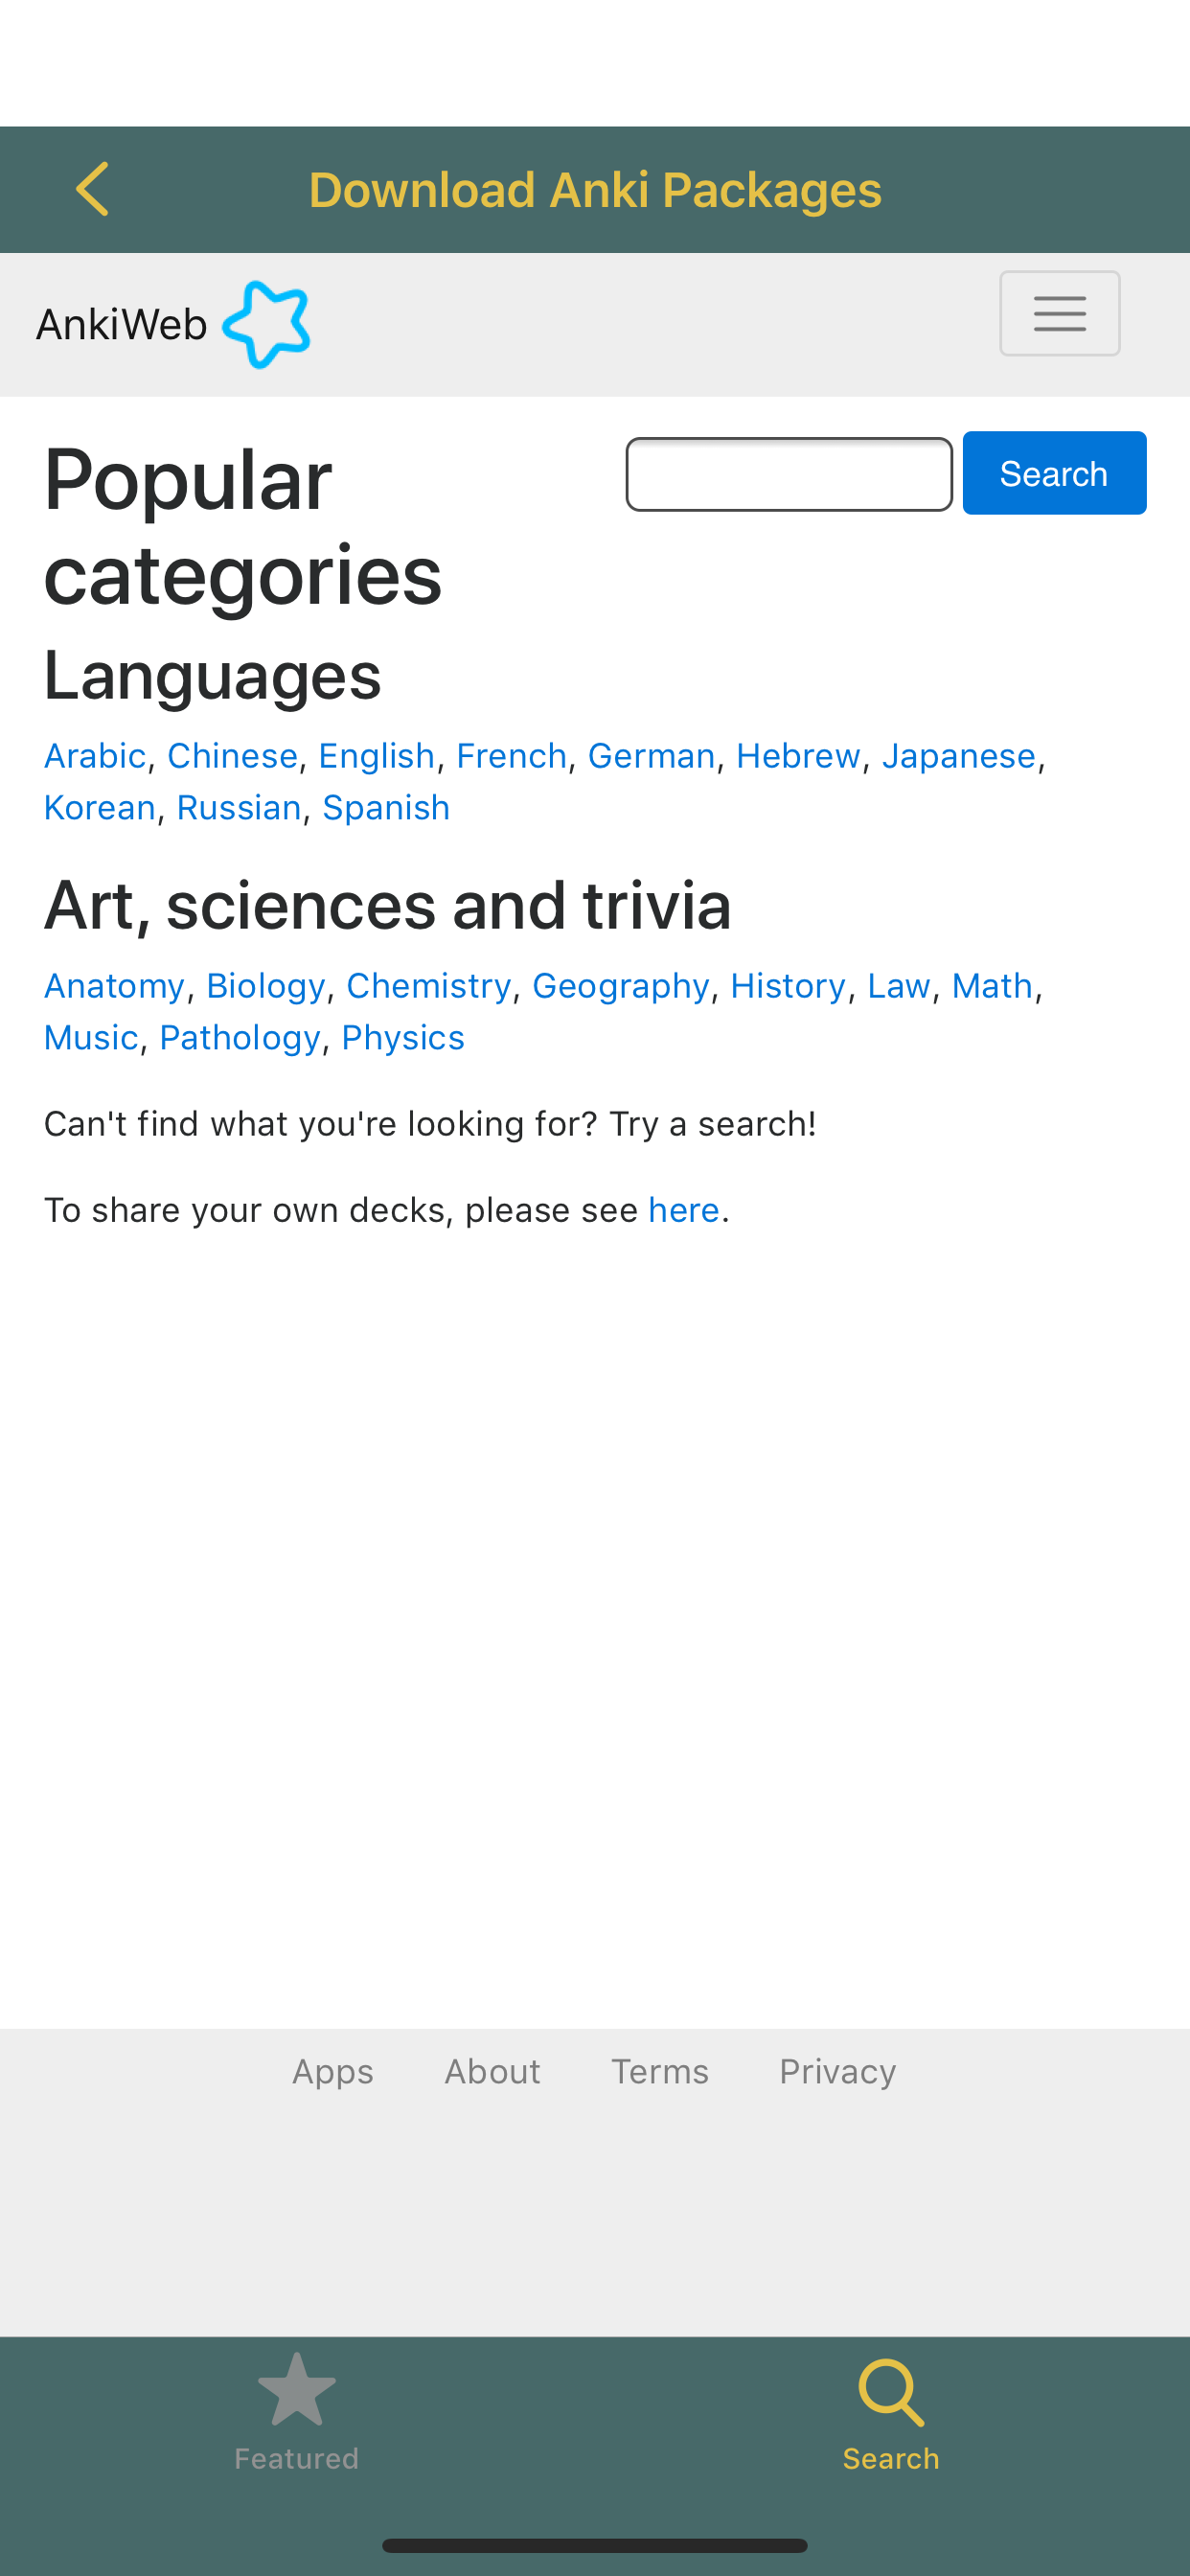 Download Anki Packages
AnkiWeb
Popular
categories
Search
Languages
Arabic, Chinese, English, French, German, Hebrew, Japanese,
Korean, Russian, Spanish
Art, sciences and trivia
Anatomy, Biology, Chemistry, Geography, History, Law, Math,
Music, Pathology, Physics
Can't find what you're looking for? Try a search!
To share your own decks, please see here.
Apps About Terms Privacy
Featured Search